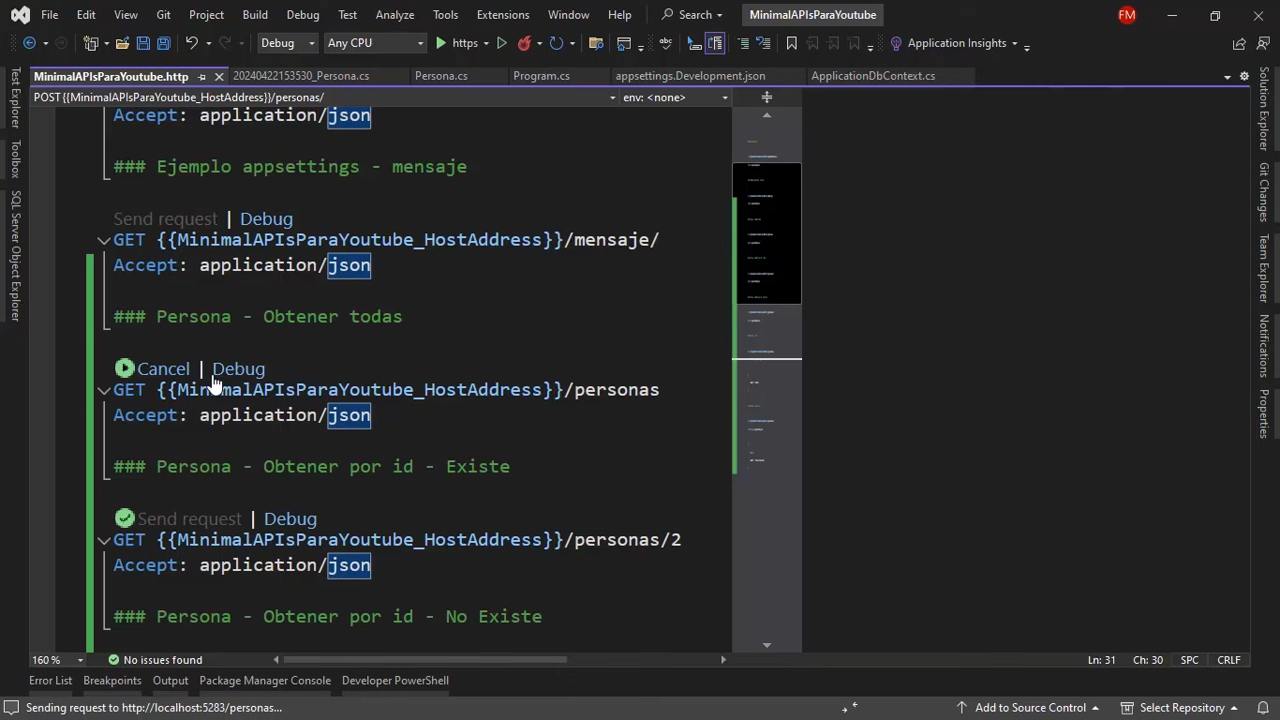 File Edit View Git Project Build Debug Test Analyze Tools Extensions Window Help Search MinimalAPIsParaYoutube FM
Debug Any CPU https Application Insights
MinimalAPIsParaYoutube.http 20240422153530_Persona.cs Persona.cs Program.cs appsettings.Development.json ApplicationDbContext.cs
POST{{MinimalAPIsParaYoutube_HostAddress}}/personas/ env: <none>
Accept: application/json
### Ejemplo appsettings - mensaje
Send request | Debug
GET {{MinimalAPIsParaYoutube_HostAddress}}/mensaje/
Accept: application/json
### Persona - Obtener todas
Cancel | Debug
GET {{MinimalAPIsParaYoutube_HostAddress}}/personas
Accept: application/json
### Persona - Obtener por id - Existe
Send request | Debug
GET {{MinimalAPIsParaYoutube_HostAddress}}/personas/2
Accept: application/json
### Persona - Obtener por id - No Existe
160 % No issues found Ln: 31 Ch: 30 SPC CRLF
Error List Breakpoints Output Package Manager Console Developer PowerShell
Sending request to http://localhost:5283/personas... Add to Source Control Select Repository
Test Explorer
Toolbox
SQL Server Object Explorer
Solution Explorer
Git Changes
Team Explorer
Notifications
Properties